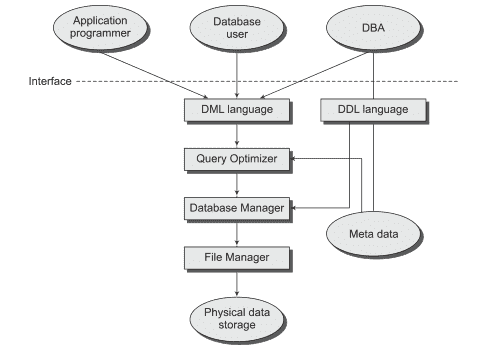 Application
programmer
Database
user
DBA
Interface
DML language
DDL language
Query Optimizer
Database Manager
Meta data
File Manager
Physical data
storage